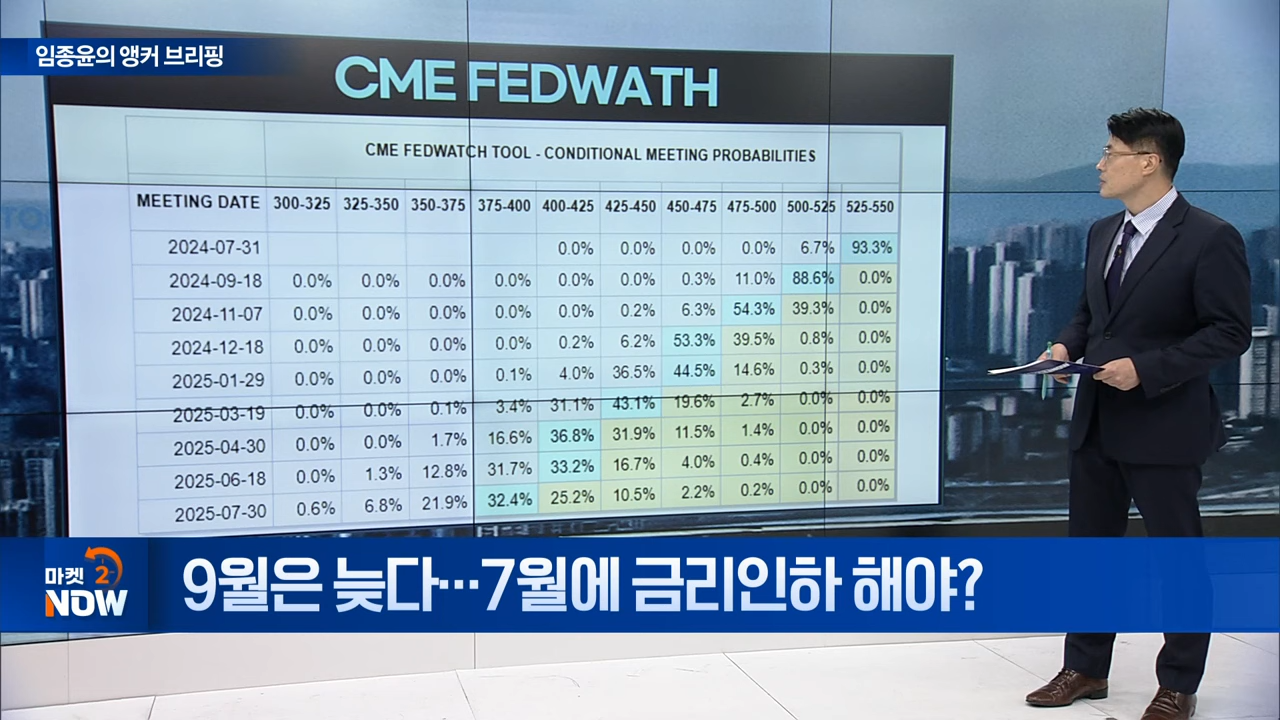 임종윤의 앵커 브리핑
CME FEDWATH
CME FEDWATCH TOOL - CONDITIONAL MEETING PROBABILITIES
MEETING DATE 300-325 325-350 350-375 375-400 400-425 425-450 450-475 475-500 500-525 525-550
2024-07-31 0.0% 0.0% 0.0% 0.0% 6.7% 93.3%
2024-09-18 0.0% 0.0% 0.0% 0.0% 0.0% 0.0% 0.3% 11.0% 88.6% 0.0%
2024-11-07 0.0% 0.0% 0.0% 0.0% 0.0% 0.2% 6.3% 54.3% 39.3% 0.0%
2024-12-18 0.0% 0.0% 0.0% 0.0% 0.2% 6.2% 53.3% 39.5% 0.8% 0.0%
2025-01-29 0.0% 0.0% 0.0% 0.1% 4.0% 36.5% 44.5% 14.6% 0.3% 0.0%
2025-03-19 0.0% 0.0% 0.1% 3.4% 31.1% 43.1% 19.6% 2.7% 0.0% 0.0%
2025-04-30 0.0% 0.0% 1.7% 16.6% 36.8% 31.9% 11.5% 1.4% 0.0% 0.0%
2025-06-18 0.0% 1.3% 12.8% 31.7% 33.2% 16.7% 4.0% 0.4% 0.0% 0.0%
2025-07-30 0.6% 6.8% 21.9% 32.4% 25.2% 10.5% 2.2% 0.2% 0.0% 0.0%
마켓 2
NOW
9월은 늦다…7월에 금리인하 해야?